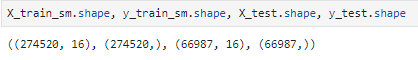 X_train_sm.shape, y_train_sm.shape, X_test.shape, y_test.shape
((274520, 16), (274520,), (66987, 16), (66987,))